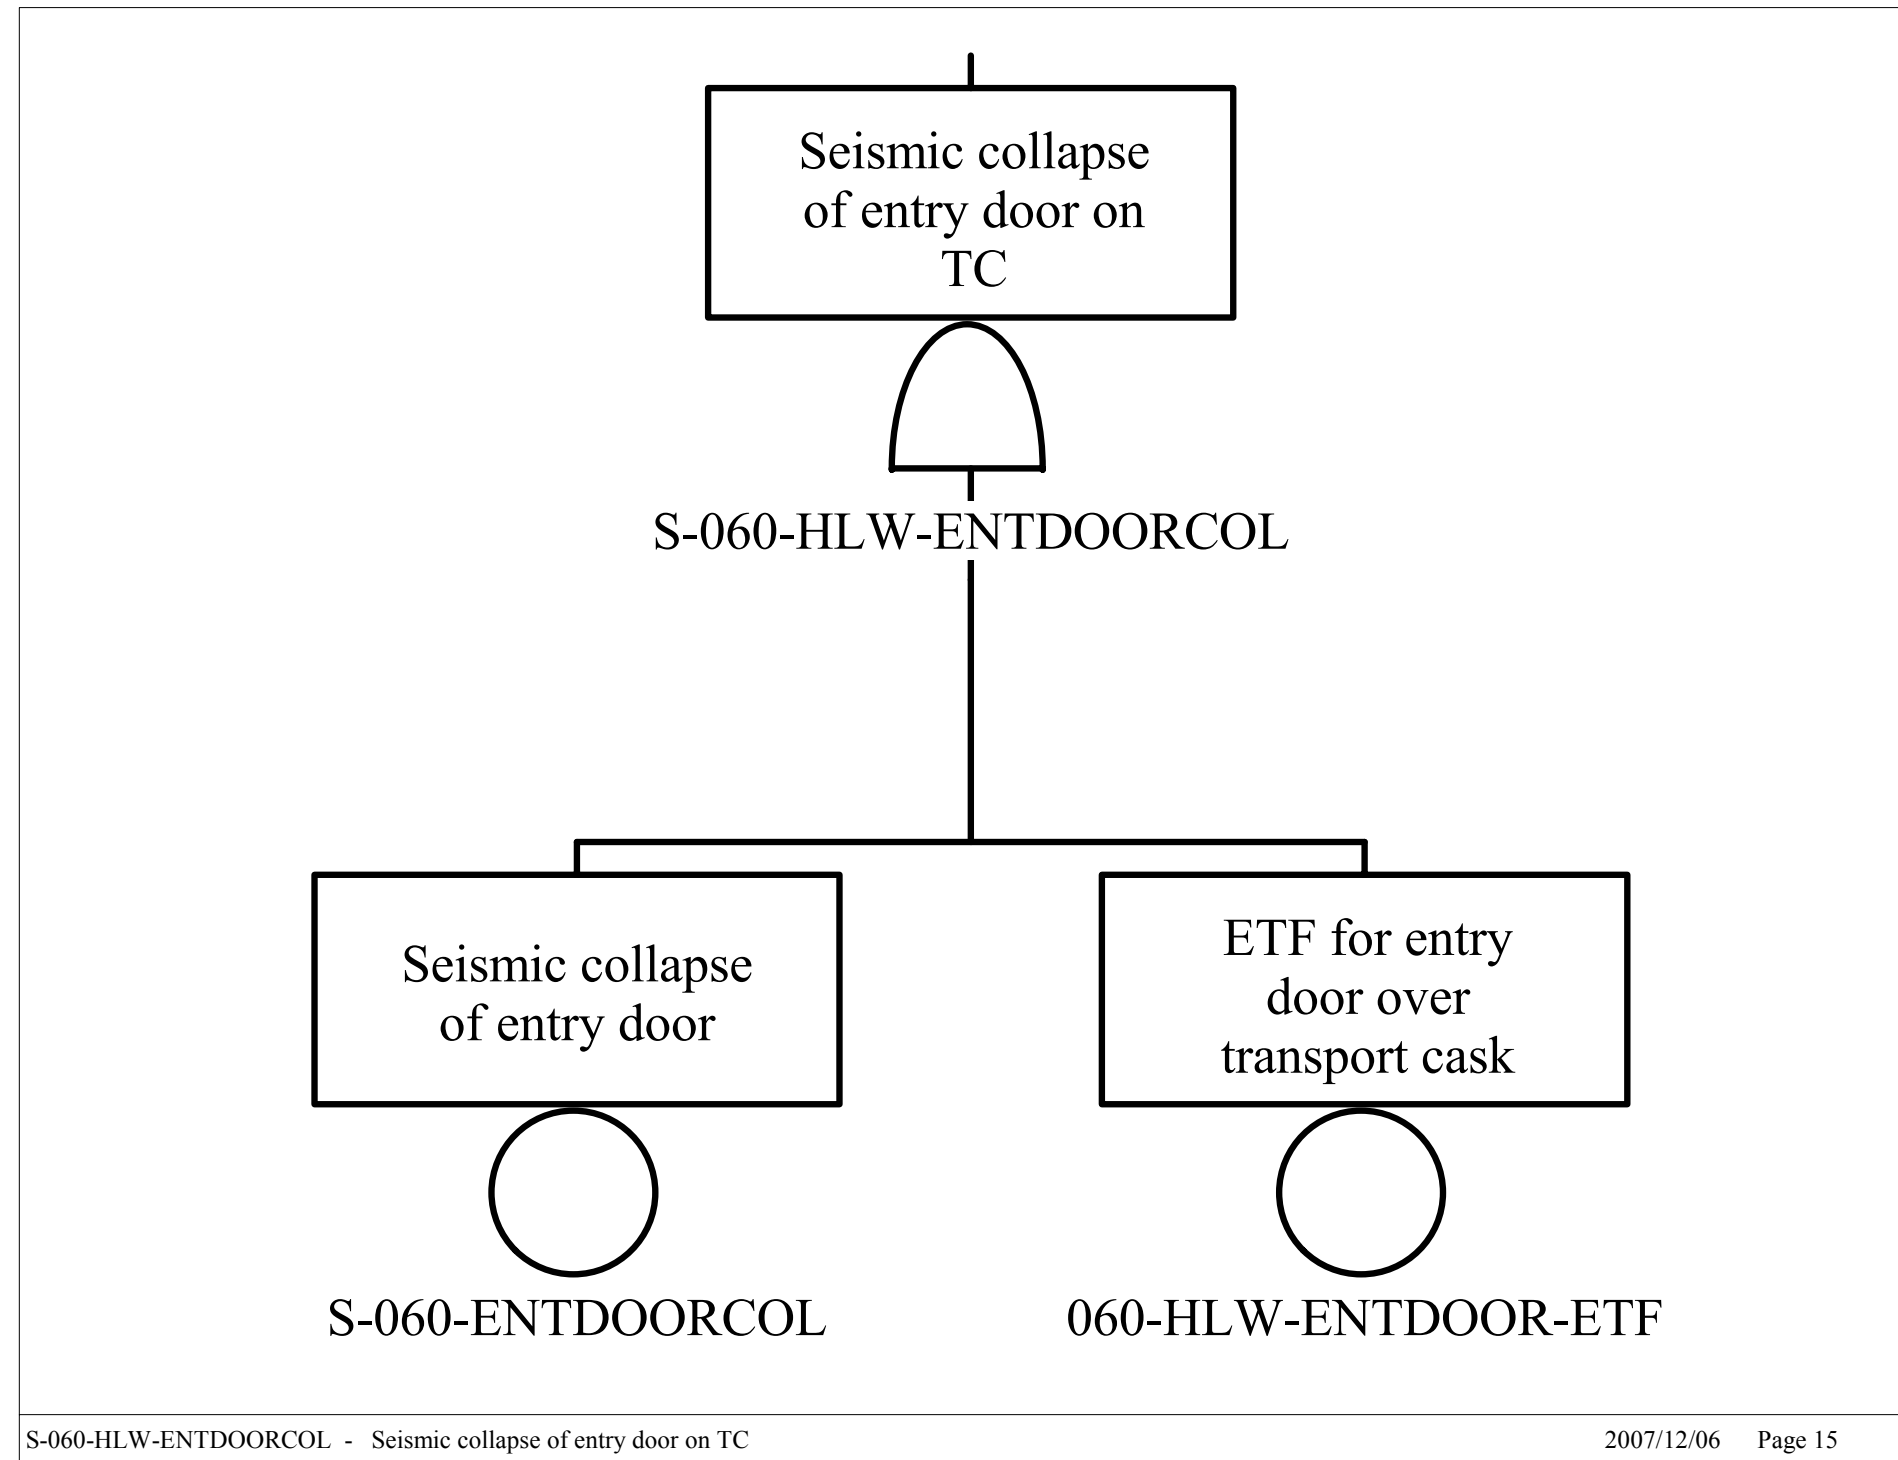 Seismic collapse
of entry door on
TC
S-060-HLW-ENTDOORCOL
Seismic collapse
of entry door
S-060-ENTDOORCOL
ETF for entry
door over
transport cask
060-HLW-ENTDOOR-ETF
S-060-HLW-ENTDOORCOL - Seismic collapse of entry door on TC
2007/12/06 Page 15